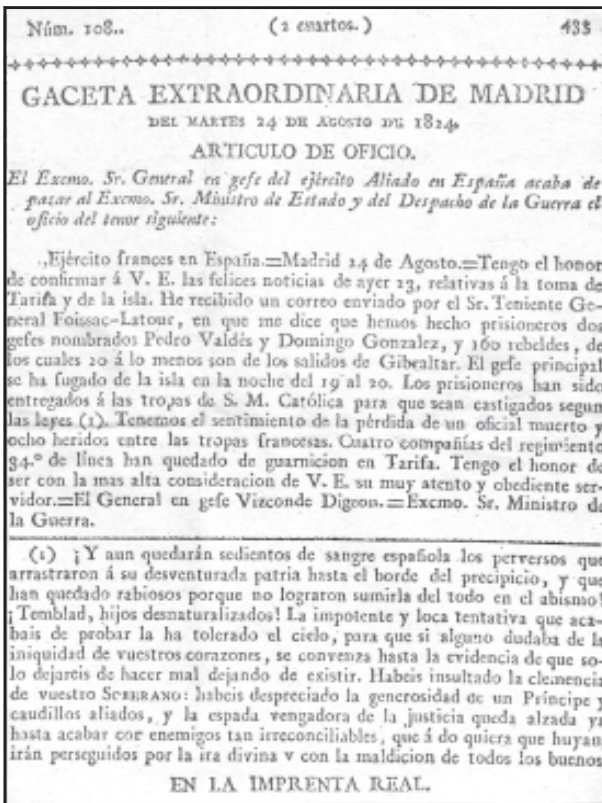 Núm. 108.. (2 cuartos.) 433
GACETA EXTRAORDINARIA DE MADRID
DEL MARTES 24 DE AGOSTO DE 1824.
ARTICULO DE OFICIO.
El Excmo. Sr. General en gefe del ejército Aliado en España acaba de
pasar al Excmo. Sr. Ministro de Estado y del Despacho de la Guerra el
oficio del tenor siguiente:
„Ejército frances en España.=Madrid 24 de Agosto.=Tengo el honor
de confirmar á V. E. las felices noticias de ayer 23, relativas á la toma de
Tarifa y de la isla. He recibido un correo enviado por el Sr. Teniente Ge-
neral Foissac-Latour, en que me dice que hemos hecho prisioneros dos
gefes nombrados Pedro Valdés y Domingo Gonzalez, y 160 rebeldes, de
los cuales 20 á lo menos son de los salidos de Gibraltar. El gefe principal
se ha fugado de la isla en la noche del 19 al 20. Los prisioneros han sido
entregados á las tropas de S. M. Católica para que sean castigados segun
las leyes (1). Tenemos el sentimiento de la pérdida de un oficial muerto y
ocho heridos entre las tropas francesas. Cuatro compañías del regimiento
34.º de línea han quedado de guarnicion en Tarifa. Tengo el honor de
ser con la mas alta consideracion de V. E. su muy atento y obediente ser-
vidor.=El General en gefe Vizconde Digeon.=Excmo. Sr. Ministro de
la Guerra.
(1) ¡Y aun quedarán sedientos de sangre española los perversos que
arrastraron á su desventurada patria hasta el borde del precipicio, y que
han quedado rabiosos porque no lograron sumirla del todo en el abismo!
¡Temblad, hijos desnaturalizados! La impotente y loca tentativa que aca-
bais de probar la ha tolerado el cielo, para que si alguno dudaba de la
iniquidad de vuestros corazones, se convenza hasta la evidencia de que so-
lo dejareis de hacer mal dejando de existir. Habeis insultado la clemencia
de vuestro SOBERANO: habeis despreciado la generosidad de un Príncipe y
caudillos aliados, y la espada vengadora de la justicia queda alzada ya
hasta acabar con enemigos tan irreconciliables, que á do quiera que huyan,
irán perseguidos por la ira divina y con la maldicion de todos los buenos
EN LA IMPRENTA REAL.